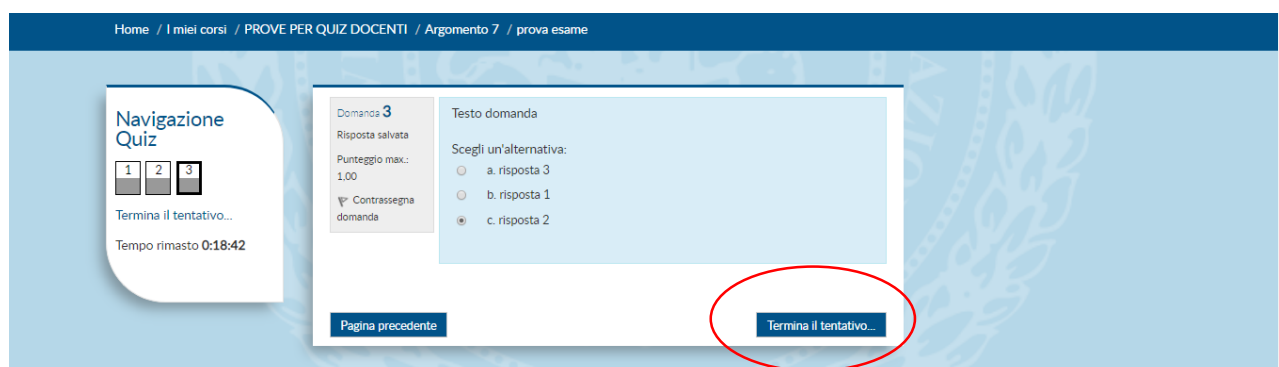 Home / I miei corsi / PROVE PER QUIZ DOCENTI / Argomento 7 / prova esame
Navigazione
Quiz
1 2 3
Termina il tentativo...
Tempo rimasto 0:18:42
Domanda 3
Risposta salvata
Punteggio max.:
1,00
Contrassegna
domanda
Testo domanda
Scegli un'alternativa:
a. risposta 3
b. risposta 1
c. risposta 2
Pagina precedente
Termina il tentativo...